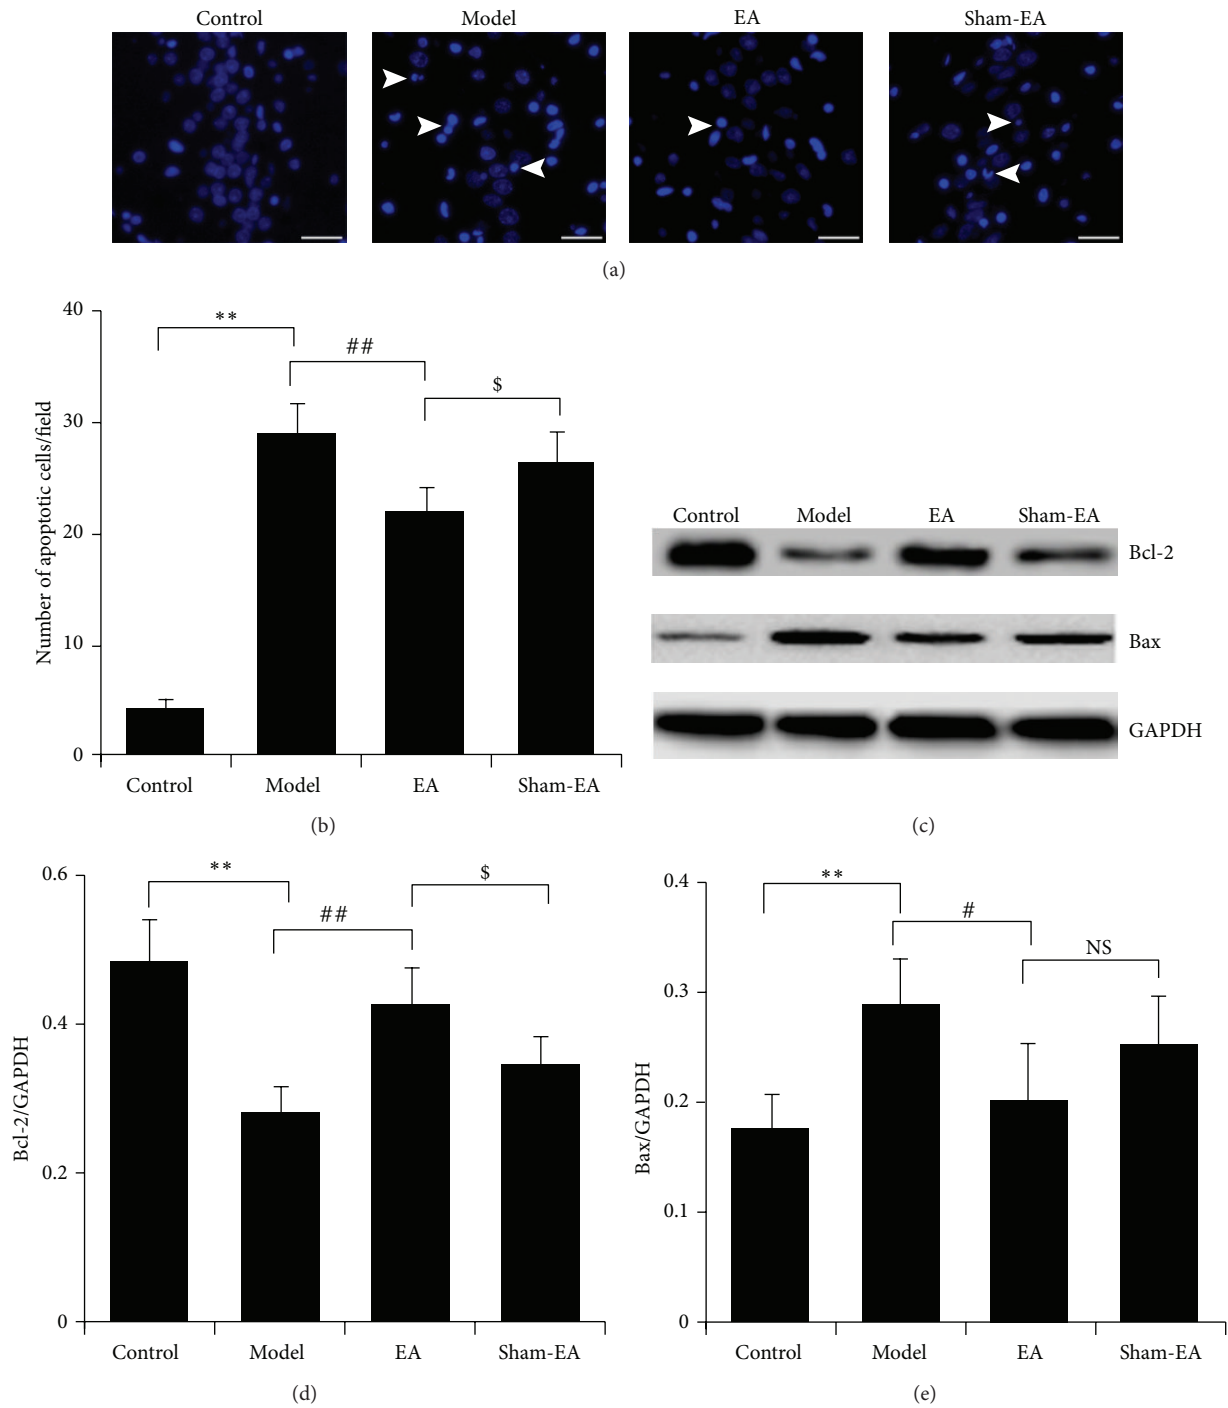 Control Model EA Sham-EA
(a)
40
30
20
10
0
Number of apoptotic cells/field
** ## $
Control Model EA Sham-EA
(b)
Control Model EA Sham-EA
Bcl-2
Bax
GAPDH
(c)
0.6
0.4
0.2
0
Bcl-2/GAPDH
** ## $
Control Model EA Sham-EA
(d)
0.4
0.3
0.2
0.1
0
Bax/GAPDH
** # NS
Control Model EA Sham-EA
(e)